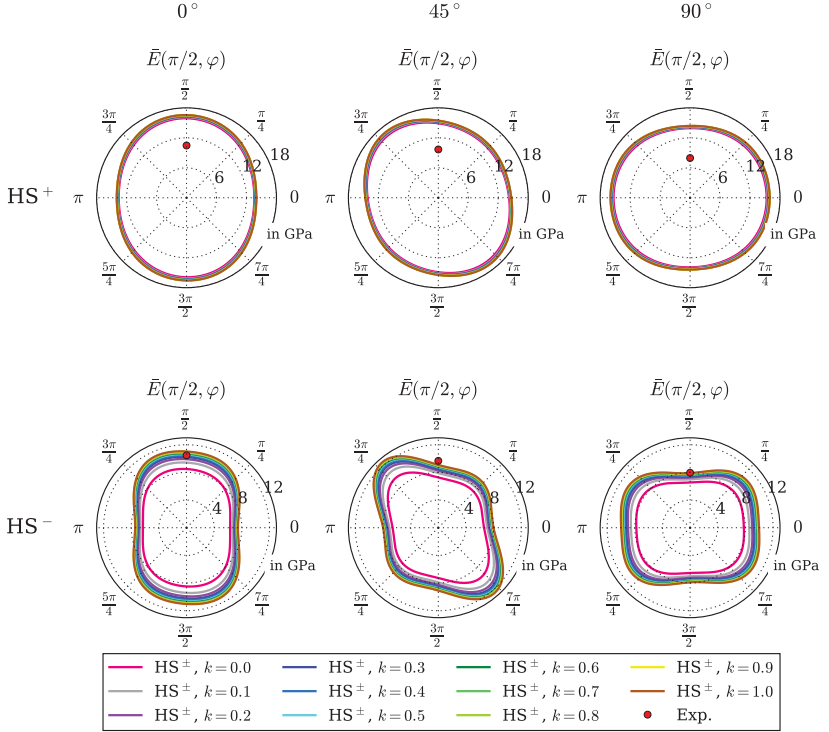 0° 45° 90°
Ē(π/2, φ) Ē(π/2, φ) Ē(π/2, φ)
π/2 π/2 π/2
3π/4 π/4 3π/4 π/4 3π/4 π/4
6 12 18 6 12 18 6 12 18
HS⁺ π 0 π 0 π 0
in GPa in GPa in GPa
5π/4 7π/4 5π/4 7π/4 5π/4 7π/4
3π/2 3π/2 3π/2
Ē(π/2, φ) Ē(π/2, φ) Ē(π/2, φ)
π/2 π/2 π/2
3π/4 π/4 3π/4 π/4 3π/4 π/4
4 8 12 4 8 12 4 8 12
HS⁻ π 0 π 0 π 0
in GPa in GPa in GPa
5π/4 7π/4 5π/4 7π/4 5π/4 7π/4
3π/2 3π/2 3π/2
HS±, k=0.0 HS±, k=0.3 HS±, k=0.6 HS±, k=0.9
HS±, k=0.1 HS±, k=0.4 HS±, k=0.7 HS±, k=1.0
HS±, k=0.2 HS±, k=0.5 HS±, k=0.8 Exp.